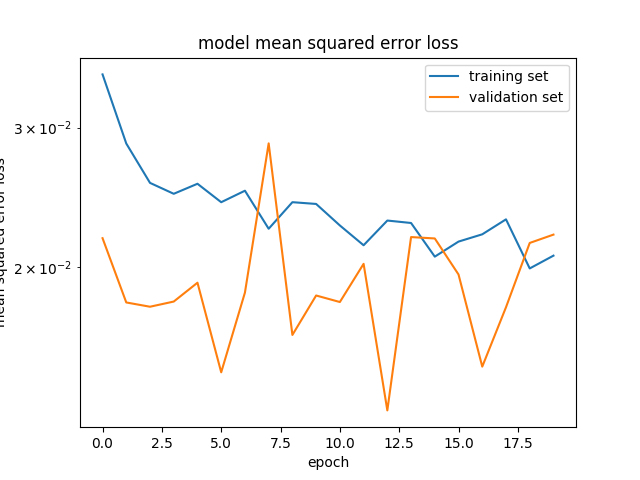 model mean squared error loss
training set
validation set
3 × 10⁻²
2 × 10⁻²
mean squared error loss
0.0 2.5 5.0 7.5 10.0 12.5 15.0 17.5
epoch